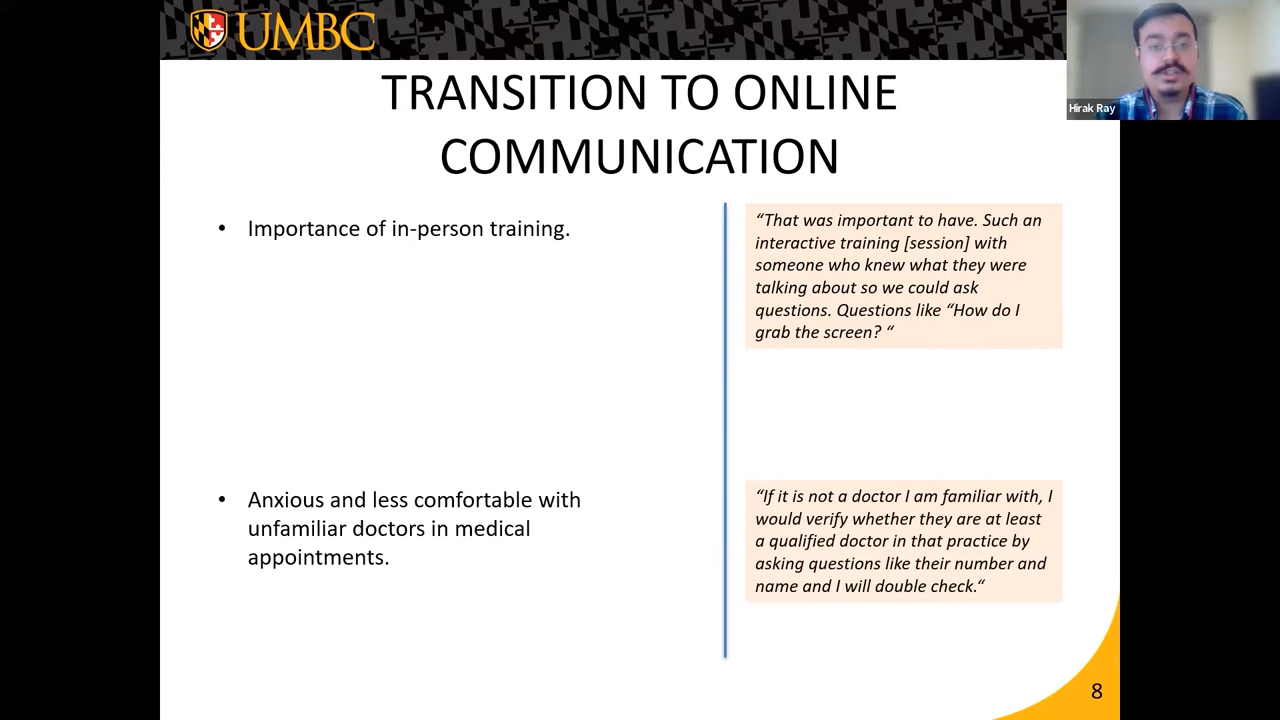 UMBC
Hirak Ray
TRANSITION TO ONLINE
COMMUNICATION
• Importance of in-person training.
“That was important to have. Such an
interactive training [session] with
someone who knew what they were
talking about so we could ask
questions. Questions like “How do I
grab the screen? “
• Anxious and less comfortable with
unfamiliar doctors in medical
appointments.
“If it is not a doctor I am familiar with, I
would verify whether they are at least
a qualified doctor in that practice by
asking questions like their number and
name and I will double check.“
8